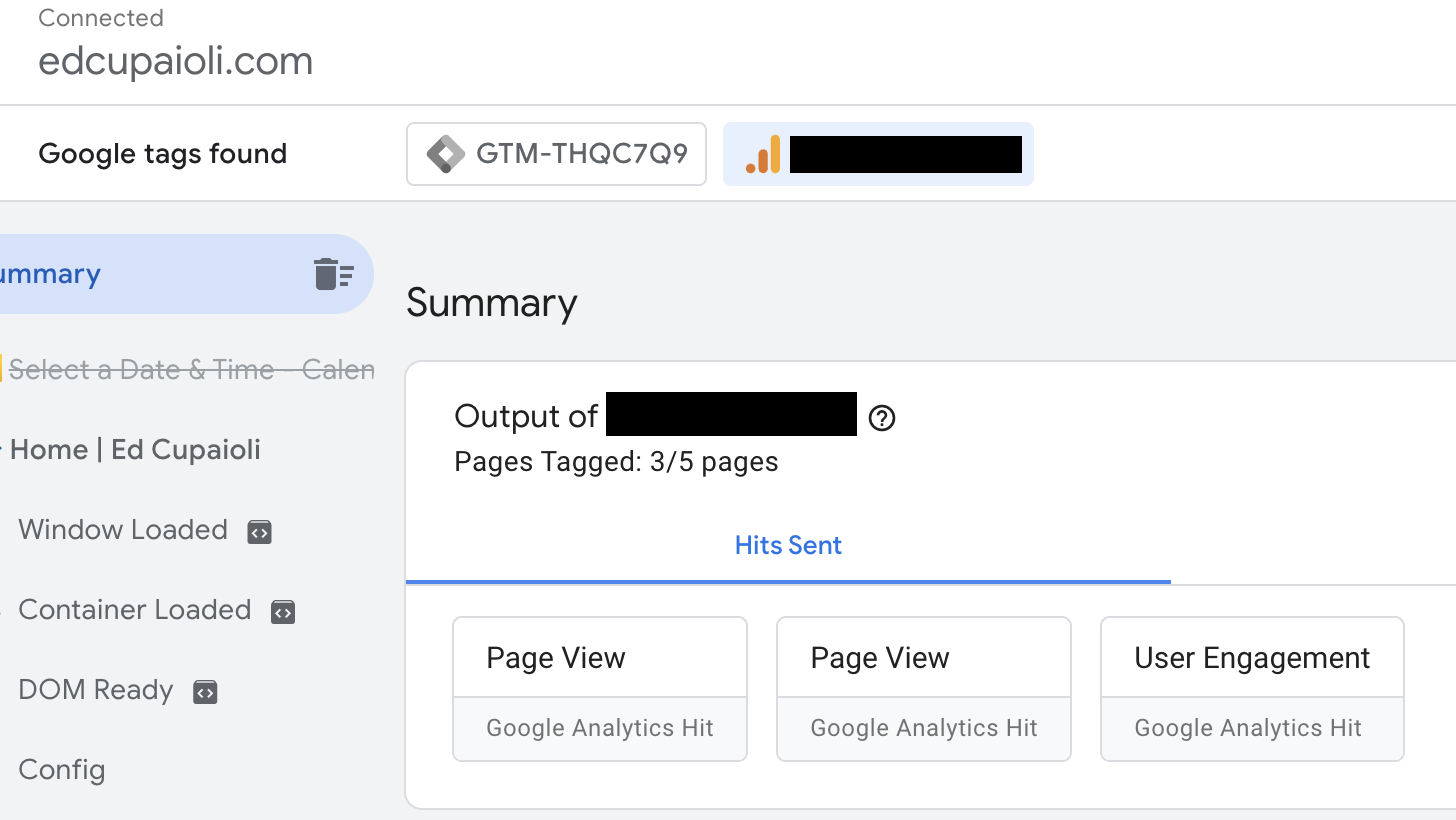 Connected
edcupaioli.com
Google tags found
GTM-THQC7Q9
ummary
Summary
Select a Date & Time - Calen
Home | Ed Cupaioli
Window Loaded
Container Loaded
DOM Ready
Config
Output of
Pages Tagged: 3/5 pages
Hits Sent
Page View
Google Analytics Hit
Page View
Google Analytics Hit
User Engagement
Google Analytics Hit